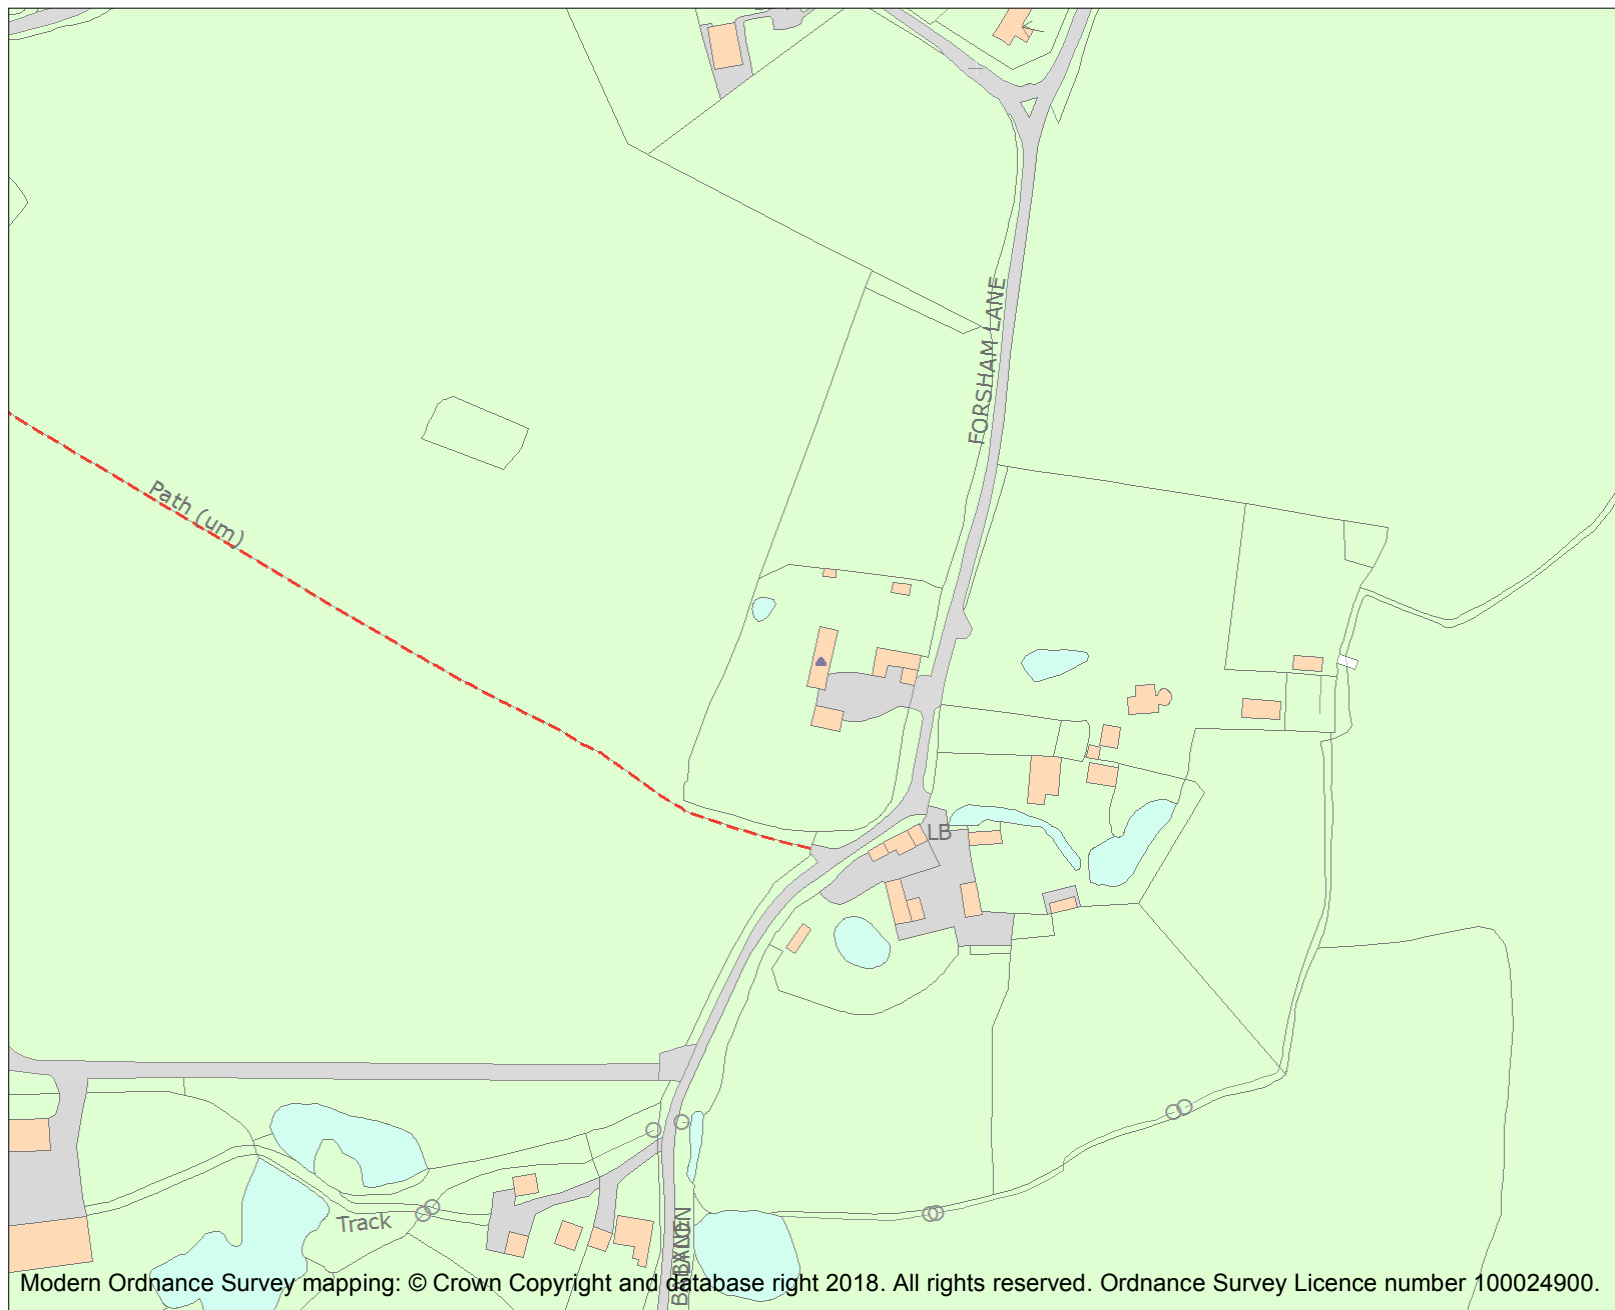 FORSHAM LANE
Path (um)
LB
Track
Modern Ordnance Survey mapping: © Crown Copyright and database right 2018. All rights reserved. Ordnance Survey Licence number 100024900.